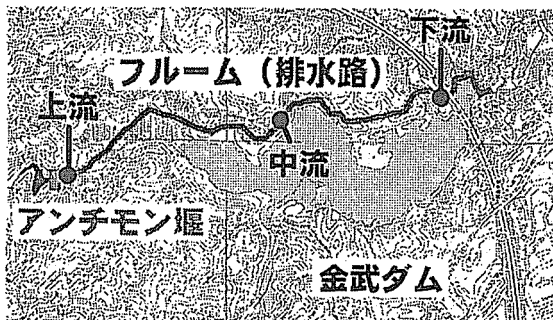 下流
フルーム（排水路）
上流
中流
アンチモン堰
金武ダム